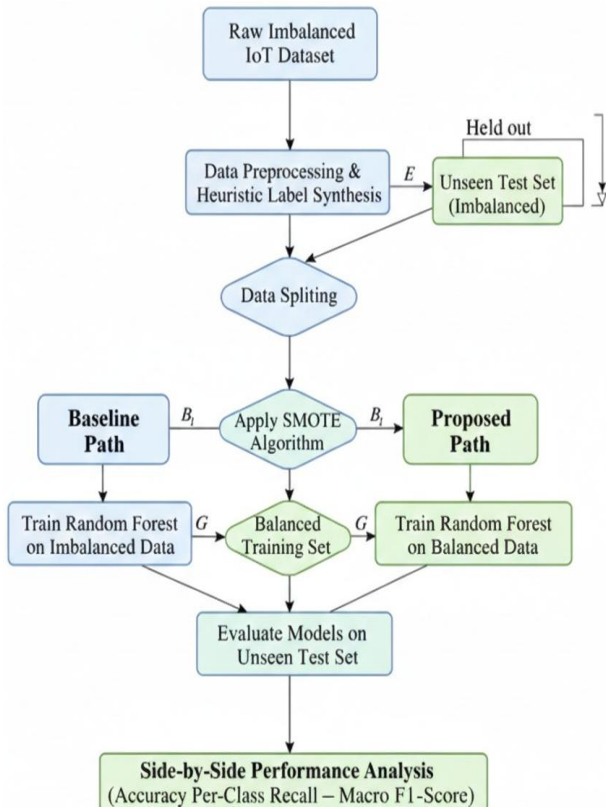 Raw Imbalanced
IoT Dataset
Held out
Data Preprocessing &
Heuristic Label Synthesis
E
Unseen Test Set
(Imbalanced)
Data Spliting
Baseline
Path
B_i
Apply SMOTE
Algorithm
B_i
Proposed
Path
Train Random Forest
on Imbalanced Data
G
Balanced
Training Set
G
Train Random Forest
on Balanced Data
Evaluate Models on
Unseen Test Set
Side-by-Side Performance Analysis
(Accuracy Per-Class Recall – Macro F1-Score)